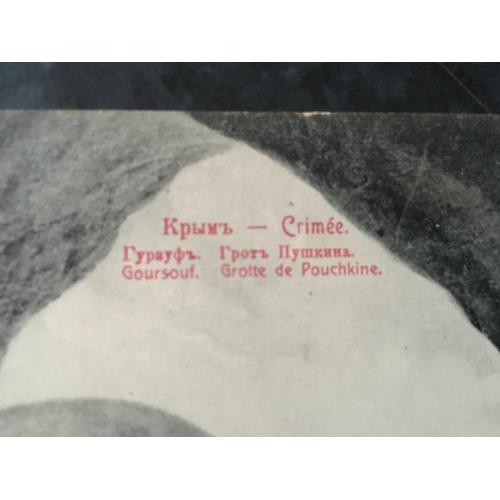 Крымъ — Crimée.
Гурзуфъ. Гротъ Пушкина.
Goursouf. Grotte de Pouchkine.